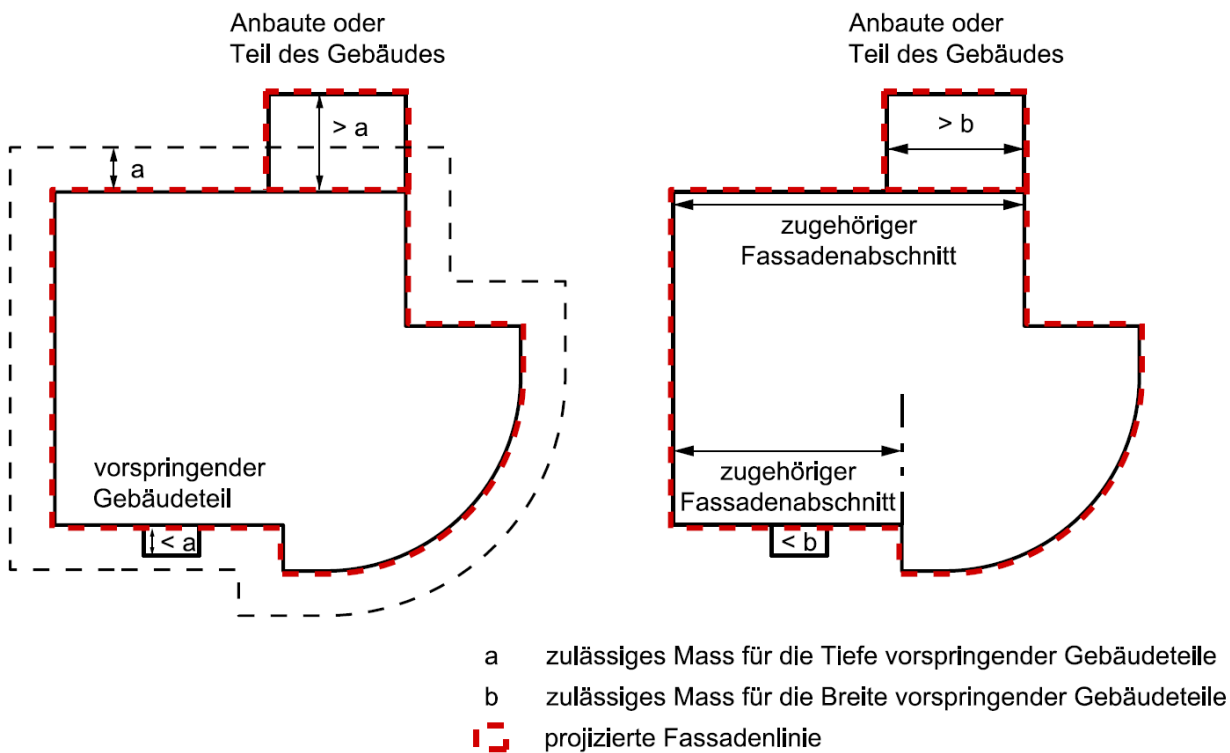 Anbaute oder
Teil des Gebäudes
> a
a
vorspringender
Gebäudeteil
< a
Anbaute oder
Teil des Gebäudes
> b
zugehöriger
Fassadenabschnitt
zugehöriger
Fassadenabschnitt
< b
a zulässiges Mass für die Tiefe vorspringender Gebäudeteile
b zulässiges Mass für die Breite vorspringender Gebäudeteile
projizierte Fassadenlinie